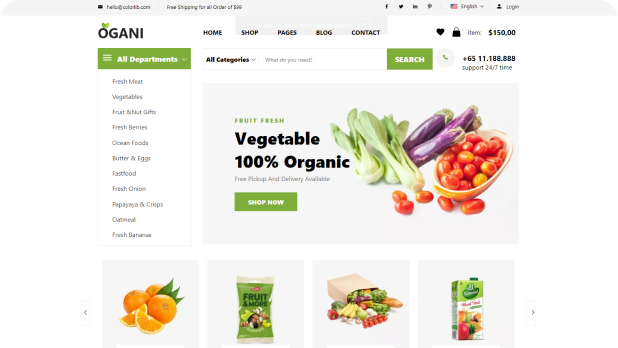 hello@colorlib.com
Free Shipping for all Order of $99
English
Login
OGANI
HOME
SHOP
PAGES
BLOG
CONTACT
item: $150,00
All Departments
All Categories
What do you need?
SEARCH
+65 11.188.888
support 24/7 time
Fresh Meat
Vegetables
Fruit &Nut Gifts
Fresh Berries
Ocean Foods
Butter & Eggs
Fastfood
Fresh Onion
Papayaya & Crisps
Oatmeal
Fresh Bananas
FRUIT FRESH
Vegetable
100% Organic
Free Pickup And Delivery Available
SHOP NOW
FRUIT
& MORE